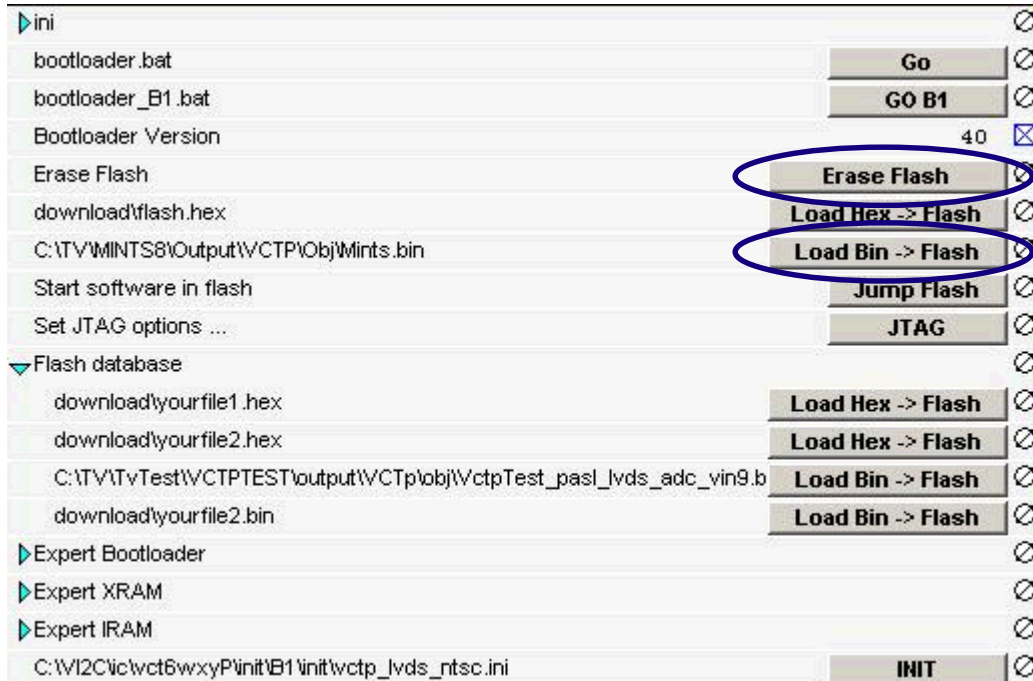 ini
bootloader.bat Go
bootloader_B1.bat GO B1
Bootloader Version 40
Erase Flash Erase Flash
download\flash.hex Load Hex -> Flash
C:\TV\MINTS8\Output\VCTP\Obj\Mints.bin Load Bin -> Flash
Start software in flash Jump Flash
Set JTAG options ... JTAG
Flash database
download\yourfile1.hex Load Hex -> Flash
download\yourfile2.hex Load Hex -> Flash
C:\TV\TvTest\VCTPTEST\output\VCTp\obj\VctpTest_pasl_lvds_adc_vin9.b Load Bin -> Flash
download\yourfile2.bin Load Bin -> Flash
Expert Bootloader
Expert XRAM
Expert IRAM
C:\VI2C\ic\vct6wxyP\init\B1\init\vctp_lvds_ntsc.ini INIT